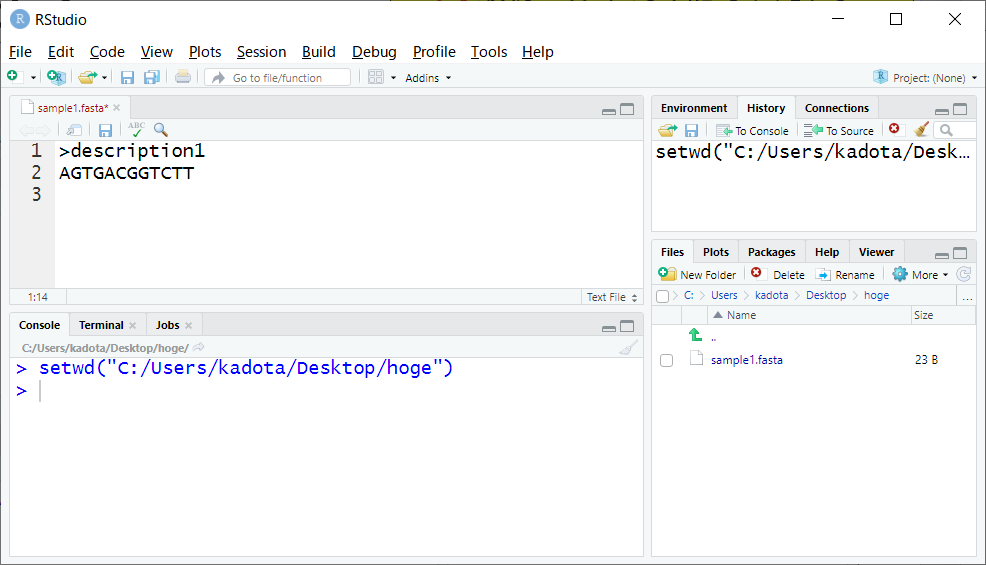 RStudio
File Edit Code View Plots Session Build Debug Profile Tools Help
Go to file/function Addins Project: (None)
sample1.fasta*
ABC
1 >description1
2 AGTGACGGTCTT
3
1:14 Text File
Console Terminal Jobs
C:/Users/kadota/Desktop/hoge/
> setwd("C:/Users/kadota/Desktop/hoge")
>
Environment History Connections
To Console To Source
setwd("C:/Users/kadota/Desk…
Files Plots Packages Help Viewer
New Folder Delete Rename More
C: Users kadota Desktop hoge ...
Name Size
..
sample1.fasta 23 B